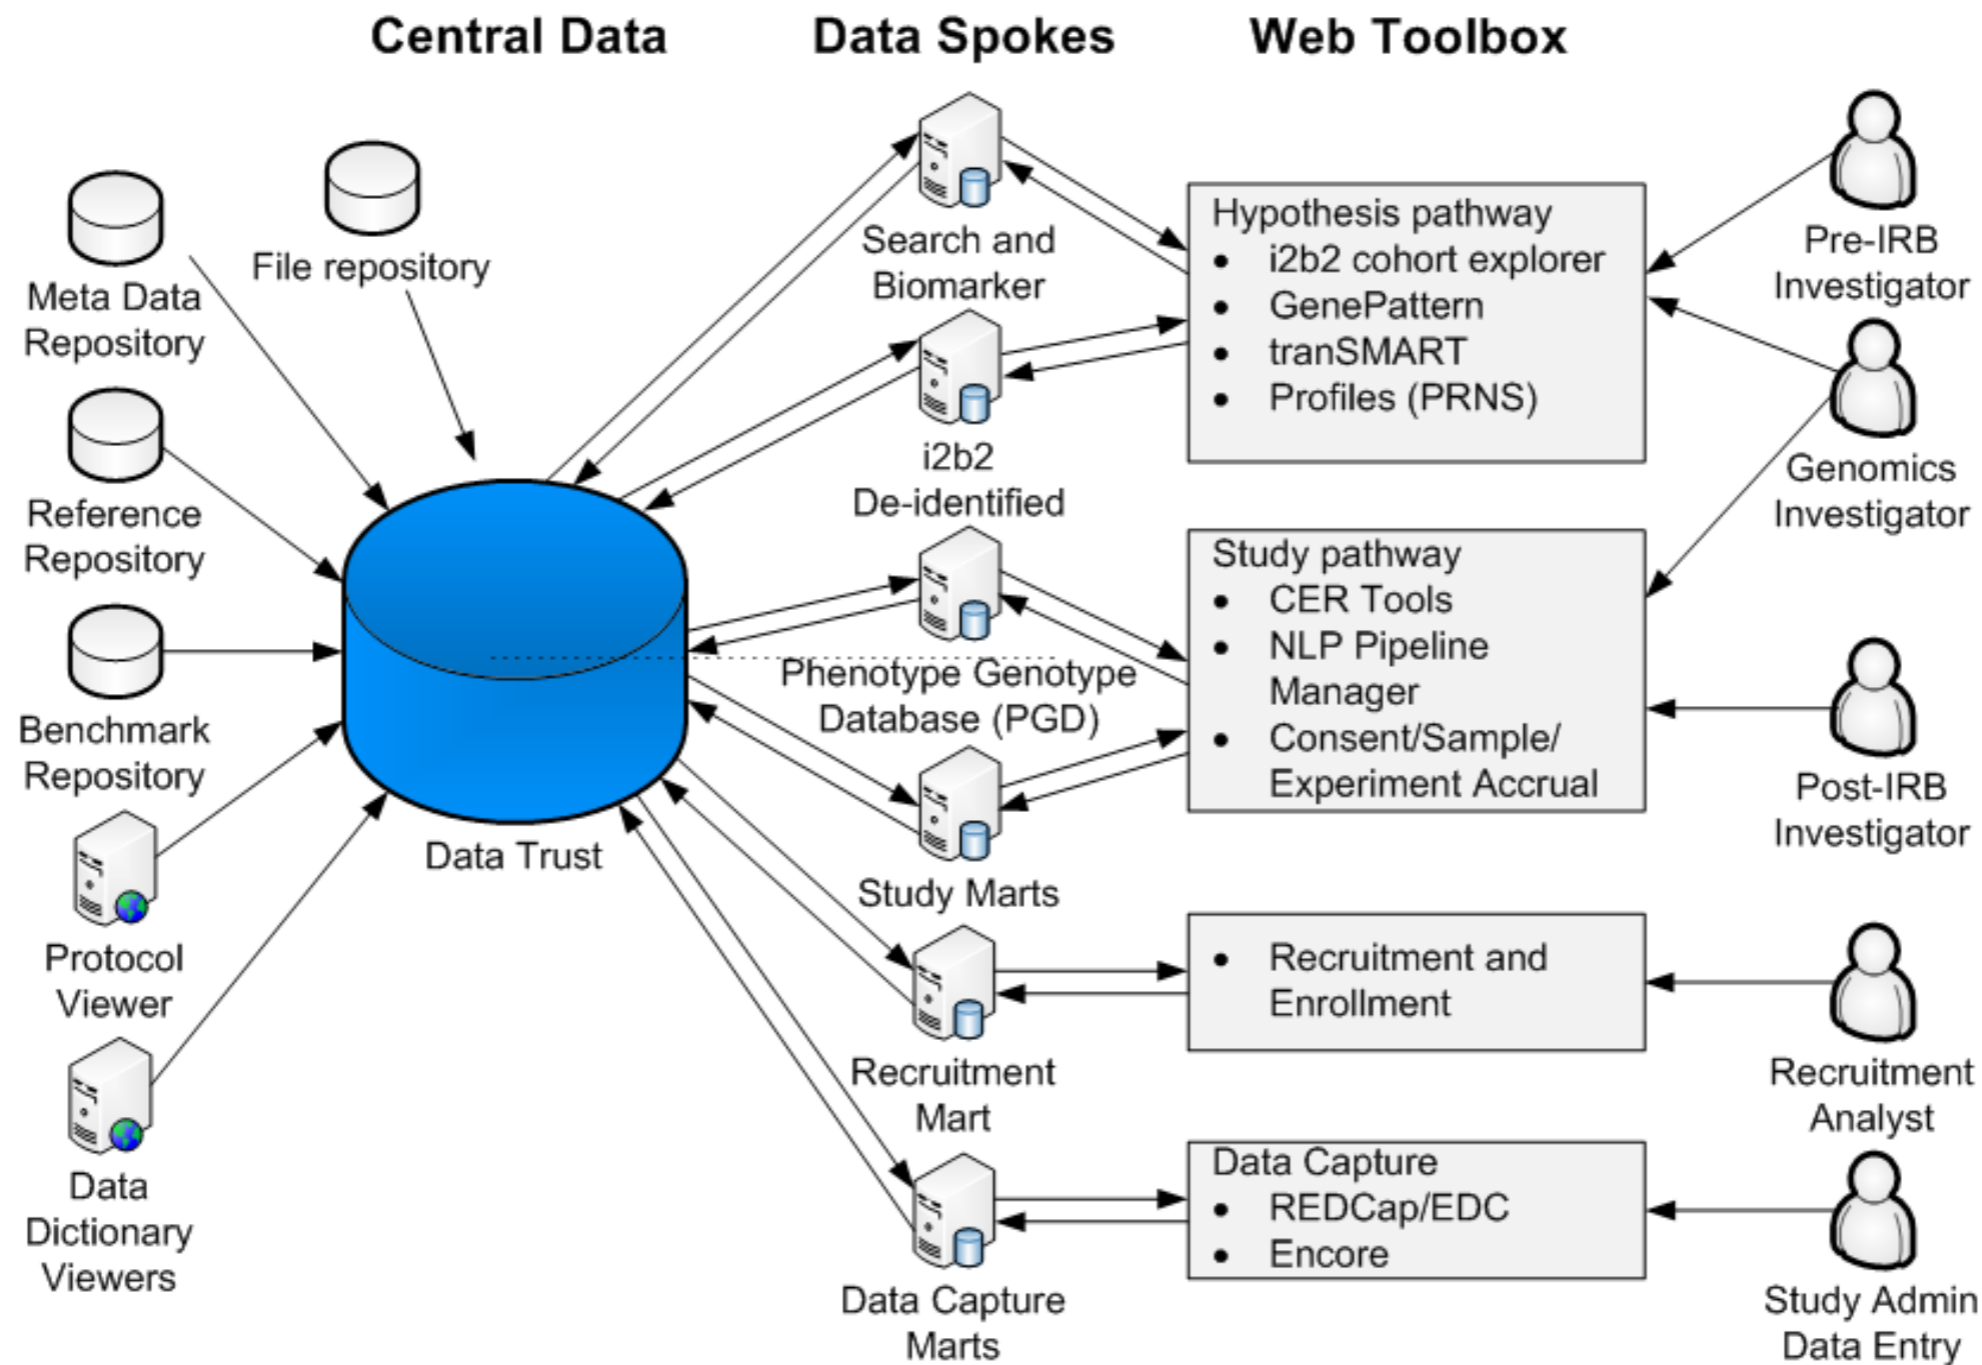 Central Data
Data Spokes
Web Toolbox
File repository
Meta Data
Repository
Reference
Repository
Benchmark
Repository
Protocol
Viewer
Data
Dictionary
Viewers
Data Trust
Search and
Biomarker
i2b2
De-identified
Phenotype Genotype
Database (PGD)
Study Marts
Recruitment
Mart
Data Capture
Marts
Hypothesis pathway
• i2b2 cohort explorer
• GenePattern
• tranSMART
• Profiles (PRNS)
Study pathway
• CER Tools
• NLP Pipeline
Manager
• Consent/Sample/
Experiment Accrual
• Recruitment and
Enrollment
Data Capture
• REDCap/EDC
• Encore
Pre-IRB
Investigator
Genomics
Investigator
Post-IRB
Investigator
Recruitment
Analyst
Study Admin
Data Entry